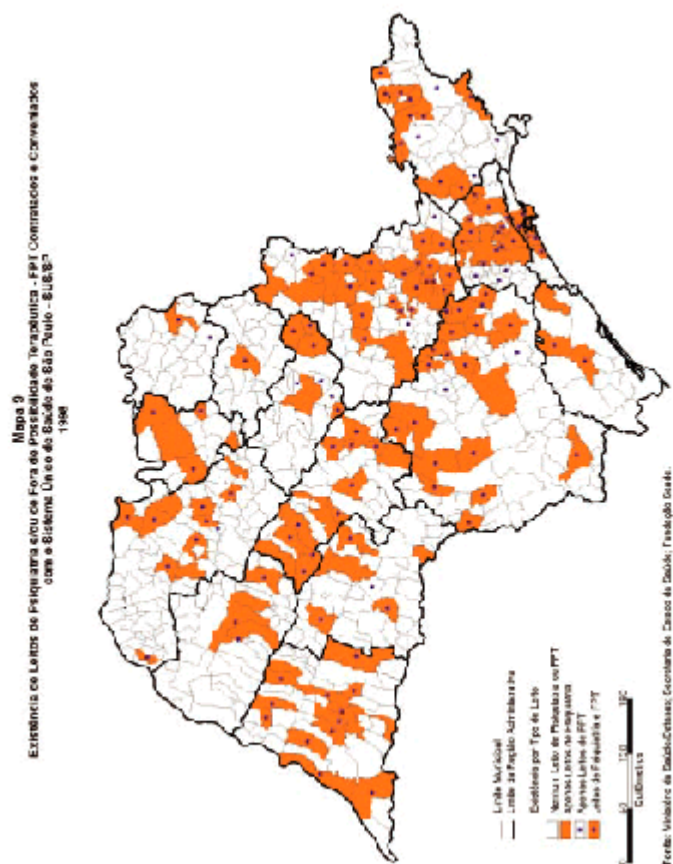 Mapa 9
Existência de Leitos de Psiquiatria e/ou de Fora de Possibilidade Terapêutica - FPT Contratados e Conveniados
com o Sistema Único de Saúde de São Paulo - SUS/SP
1998
Limite Municipal
Limite de Região Administrativa
Existência por Tipo de Leito
Nenhum Leito de Psiquiatria ou FPT
Apenas Leitos de Psiquiatria
Apenas Leitos de FPT
Leitos de Psiquiatria e FPT
Fonte: Ministério da Saúde; Secretaria de Estado da Saúde; Fundação Seade.